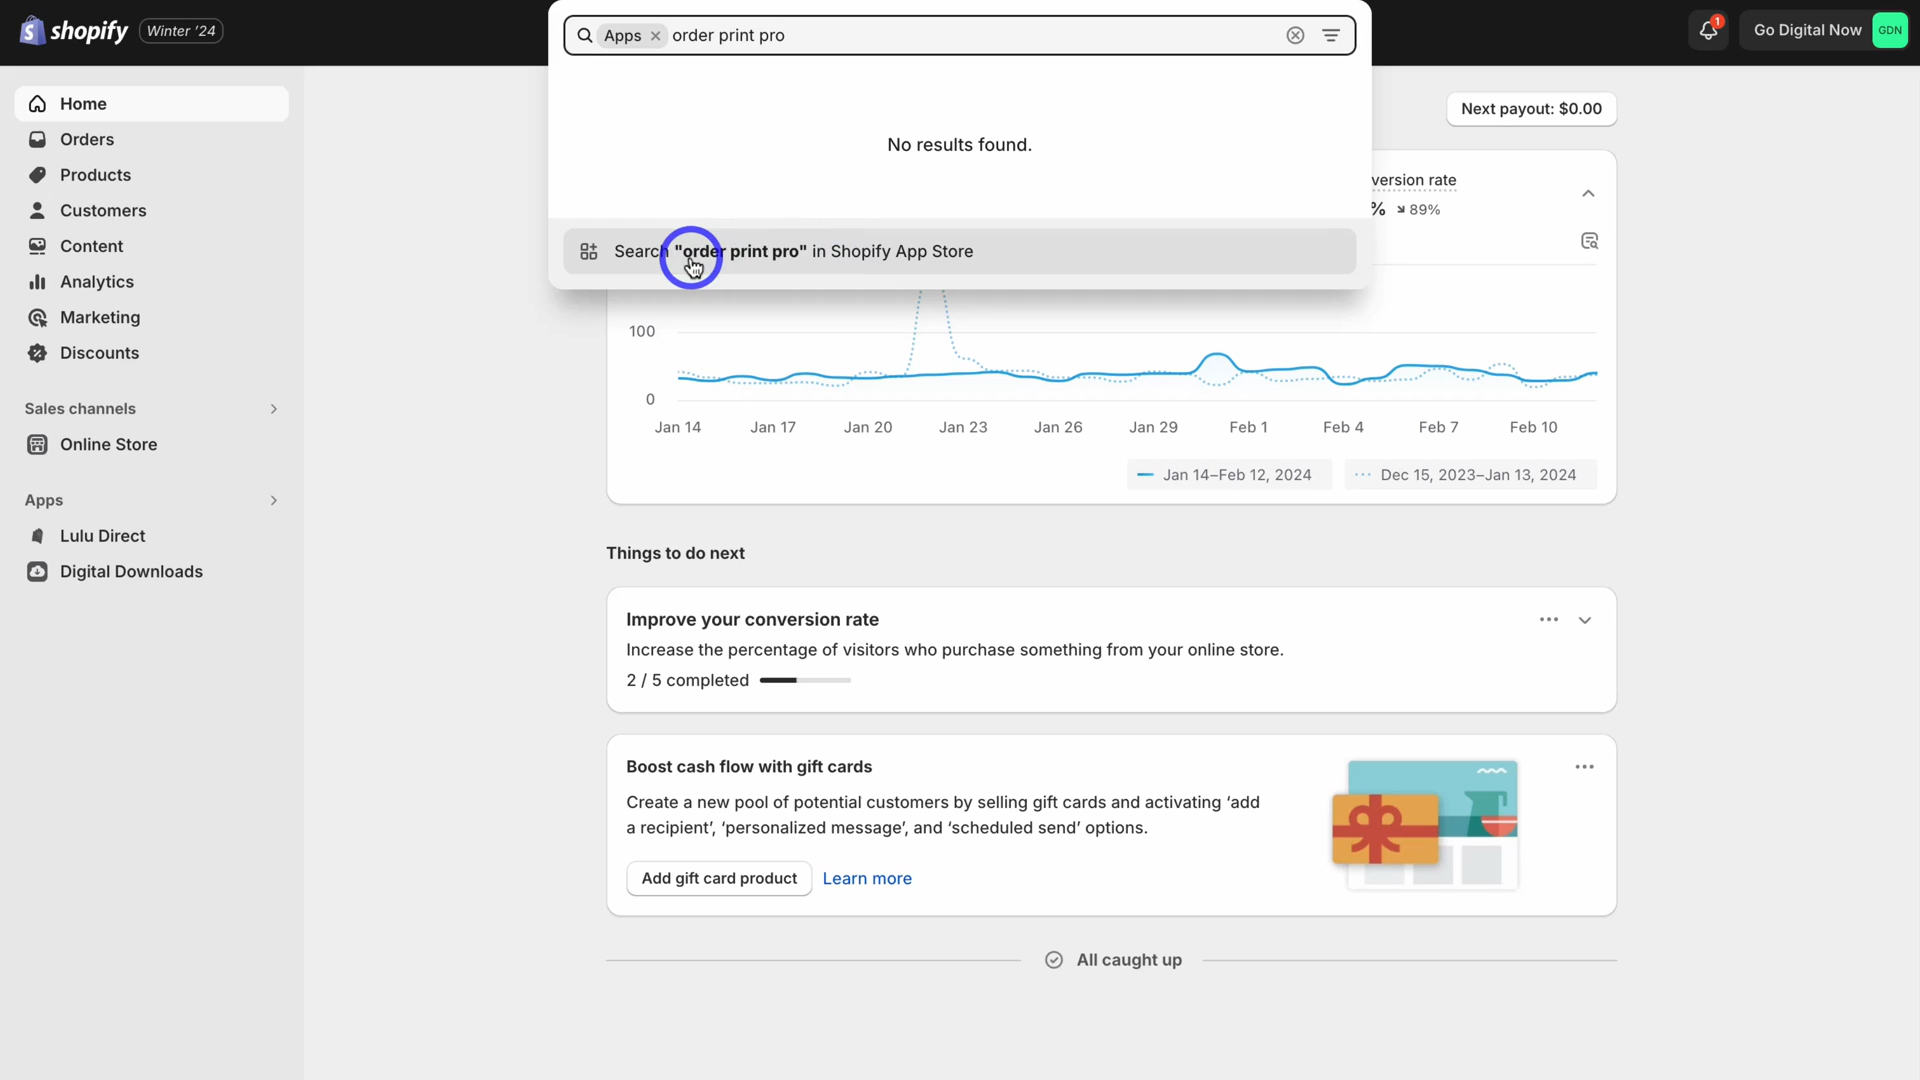 shopify
Winter '24
Apps
order print pro
1
Go Digital Now
GDN
Home
Orders
Products
Customers
Content
Analytics
Marketing
Discounts
Sales channels
Online Store
Apps
Lulu Direct
Digital Downloads
No results found.
Search "order print pro" in Shopify App Store
Next payout: $0.00
version rate
% 89%
100
0
Jan 14
Jan 17
Jan 20
Jan 23
Jan 26
Jan 29
Feb 1
Feb 4
Feb 7
Feb 10
Jan 14–Feb 12, 2024
Dec 15, 2023–Jan 13, 2024
Things to do next
Improve your conversion rate
Increase the percentage of visitors who purchase something from your online store.
2 / 5 completed
Boost cash flow with gift cards
Create a new pool of potential customers by selling gift cards and activating ‘add
a recipient’, ‘personalized message’, and ‘scheduled send’ options.
Add gift card product
Learn more
All caught up